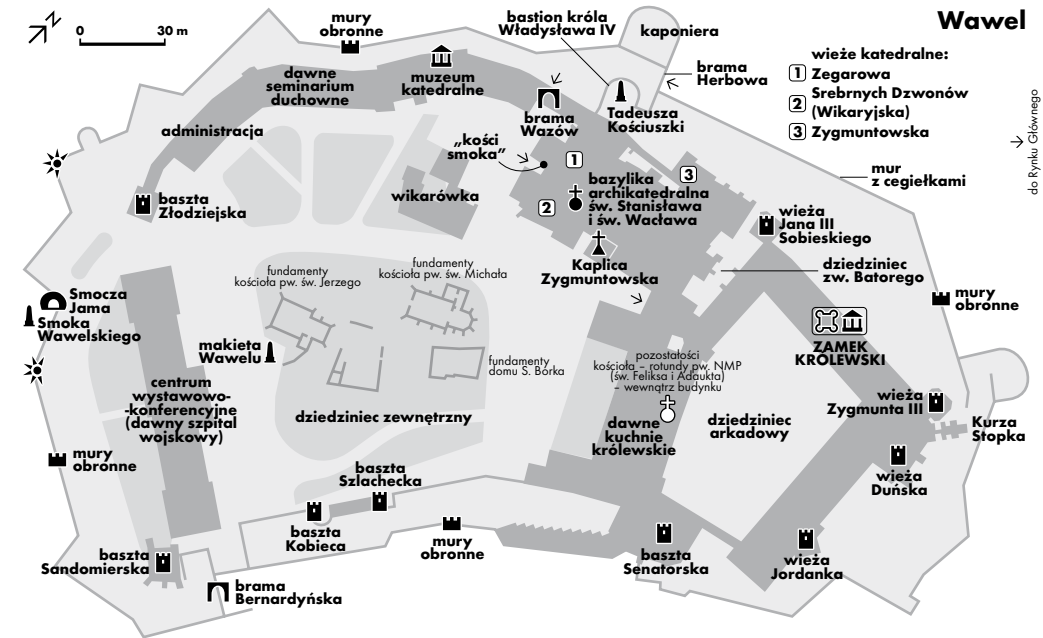 Wawel
N
0 30 m
mury
obronne
bastion króla
Władysława IV
kaponiera
brama
Herbowa
wieże katedralne:
1 Zegarowa
2 Srebrnych Dzwonów
(Wikaryjska)
3 Zygmuntowska
do Rynku Głównego
dawne
seminarium
duchowne
muzeum
katedralne
brama
Wazów
Tadeusza
Kościuszki
administracja
„kości
smoka”
1
3
2
mur
z cegiełkami
baszta
Złodziejska
wikarówka
bazylika
archikatedralna
św. Stanisława
i św. Wacława
wieża
Jana III
Sobieskiego
Kaplica
Zygmuntowska
dziedziniec
zw. Batorego
fundamenty
kościoła pw. św. Jerzego
fundamenty
kościoła pw. św. Michała
Smocza
Jama
Smoka
Wawelskiego
mury
obronne
makieta
Wawelu
ZAMEK
KRÓLEWSKI
fundamenty
domu S. Borka
pozostałości
kościoła – rotundy pw. NMP
(św. Feliksa i Adaukta)
– wewnątrz budynku
centrum
wystawowo-
-konferencyjne
(dawny szpital
wojskowy)
dziedziniec zewnętrzny
dawne
kuchnie
królewskie
dziedziniec
arkadowy
wieża
Zygmunta III
Kurza
Stopka
mury
obronne
baszta
Szlachecka
wieża
Duńska
baszta
Kobieca
mury
obronne
baszta
Senatorska
wieża
Jordanka
baszta
Sandomierska
brama
Bernardyńska